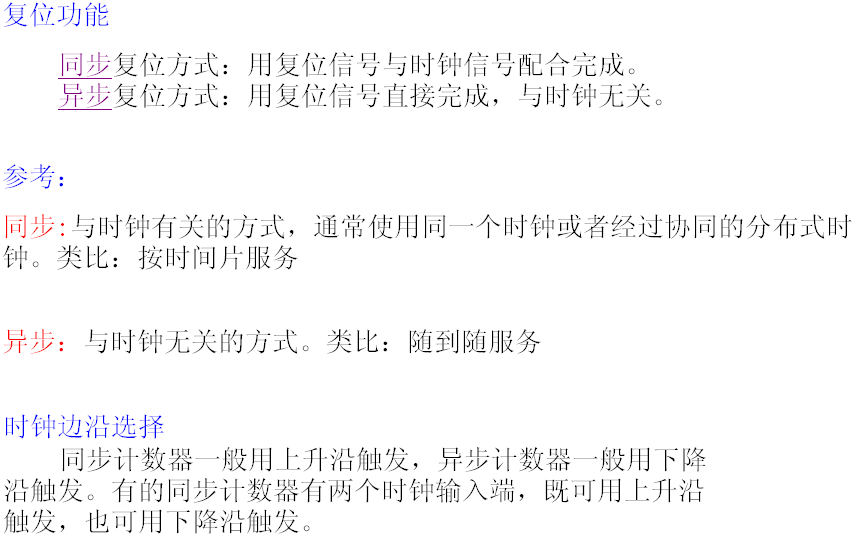 复位功能
同步复位方式：用复位信号与时钟信号配合完成。
异步复位方式：用复位信号直接完成，与时钟无关。
参考：
同步:与时钟有关的方式，通常使用同一个时钟或者经过协同的分布式时
钟。类比：按时间片服务
异步：与时钟无关的方式。类比：随到随服务
时钟边沿选择
同步计数器一般用上升沿触发，异步计数器一般用下降
沿触发。有的同步计数器有两个时钟输入端，既可用上升沿
触发，也可用下降沿触发。